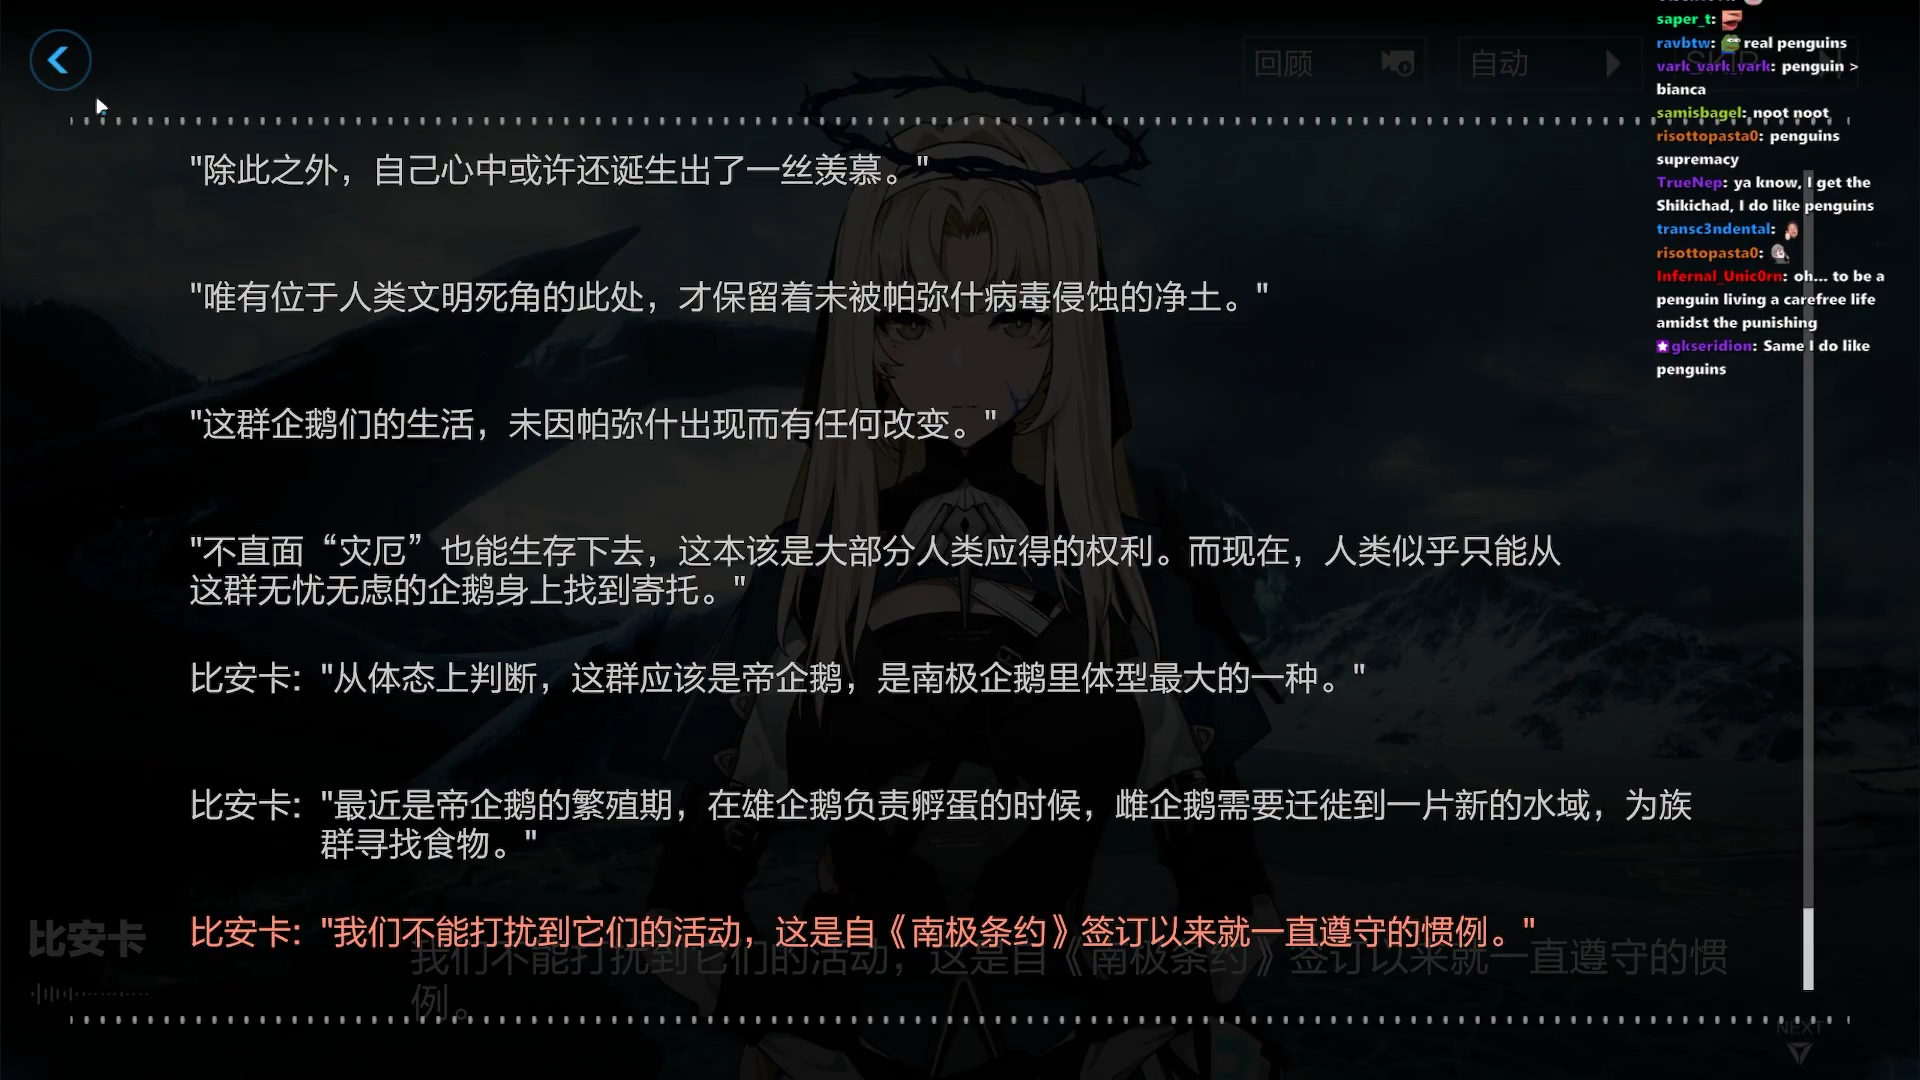 回顾
自动
SKIP
"除此之外，自己心中或许还诞生出了一丝羡慕。"
"唯有位于人类文明死角的此处，才保留着未被帕弥什病毒侵蚀的净土。"
"这群企鹅们的生活，未因帕弥什出现而有任何改变。"
"不直面“灾厄”也能生存下去，这本该是大部分人类应得的权利。而现在，人类似乎只能从
这群无忧无虑的企鹅身上找到寄托。"
比安卡: "从体态上判断，这群应该是帝企鹅，是南极企鹅里体型最大的一种。"
比安卡: "最近是帝企鹅的繁殖期，在雄企鹅负责孵蛋的时候，雌企鹅需要迁徙到一片新的水域，为族
群寻找食物。"
比安卡: "我们不能打扰到它们的活动，这是自《南极条约》签订以来就一直遵守的惯例。"
比安卡
我们不能打扰到它们的活动，这是自《南极条约》签订以来就一直遵守的惯
例。
NEXT
saper_t:
ravbtw: real penguins
vark_vark_vark: penguin >
bianca
samisbagel: noot noot
risottopasta0: penguins
supremacy
TrueNep: ya know, I get the
Shikichad, I do like penguins
transc3ndental:
risottopasta0:
Infernal_Unic0rn: oh... to be a
penguin living a carefree life
amidst the punishing
gkseridion: Same I do like
penguins